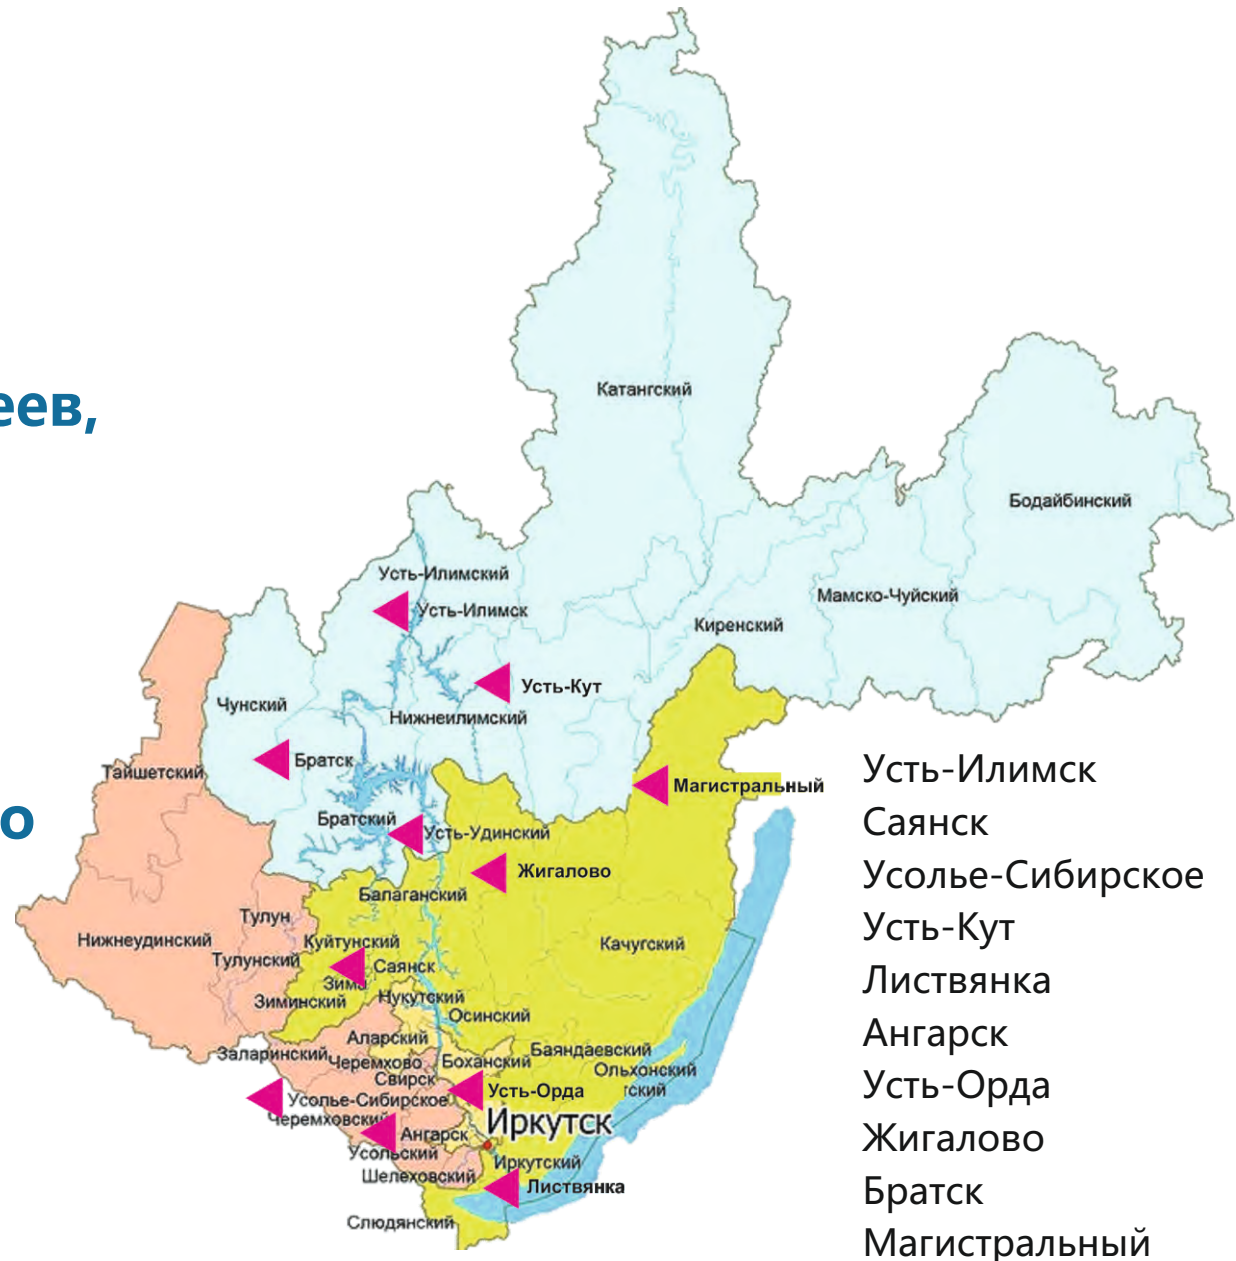 еев,
о
Катангский
Бодайбинский
Усть-Илимский
Усть-Илимск
Мамско-Чуйский
Киренский
Усть-Кут
Чунский
Нижнеилимский
Братск
Тайшетский
Магистральный
Братский
Усть-Удинский
Жигалово
Балаганский
Тулун
Нижнеудинский
Куйтунский
Качугский
Тулунский
Саянск
Зима
Зиминский
Нукутский
Осинский
Аларский
Заларинский
Черемхово
Боханский
Баяндаевский
Ольхонский
Свирск
тский
Усолье-Сибирское
Усть-Орда
Черемховский
Иркутск
Ангарск
Усольский
Иркутский
Шелеховский
Листвянка
Слюдянский
Усть-Илимск
Саянск
Усолье-Сибирское
Усть-Кут
Листвянка
Ангарск
Усть-Орда
Жигалово
Братск
Магистральный